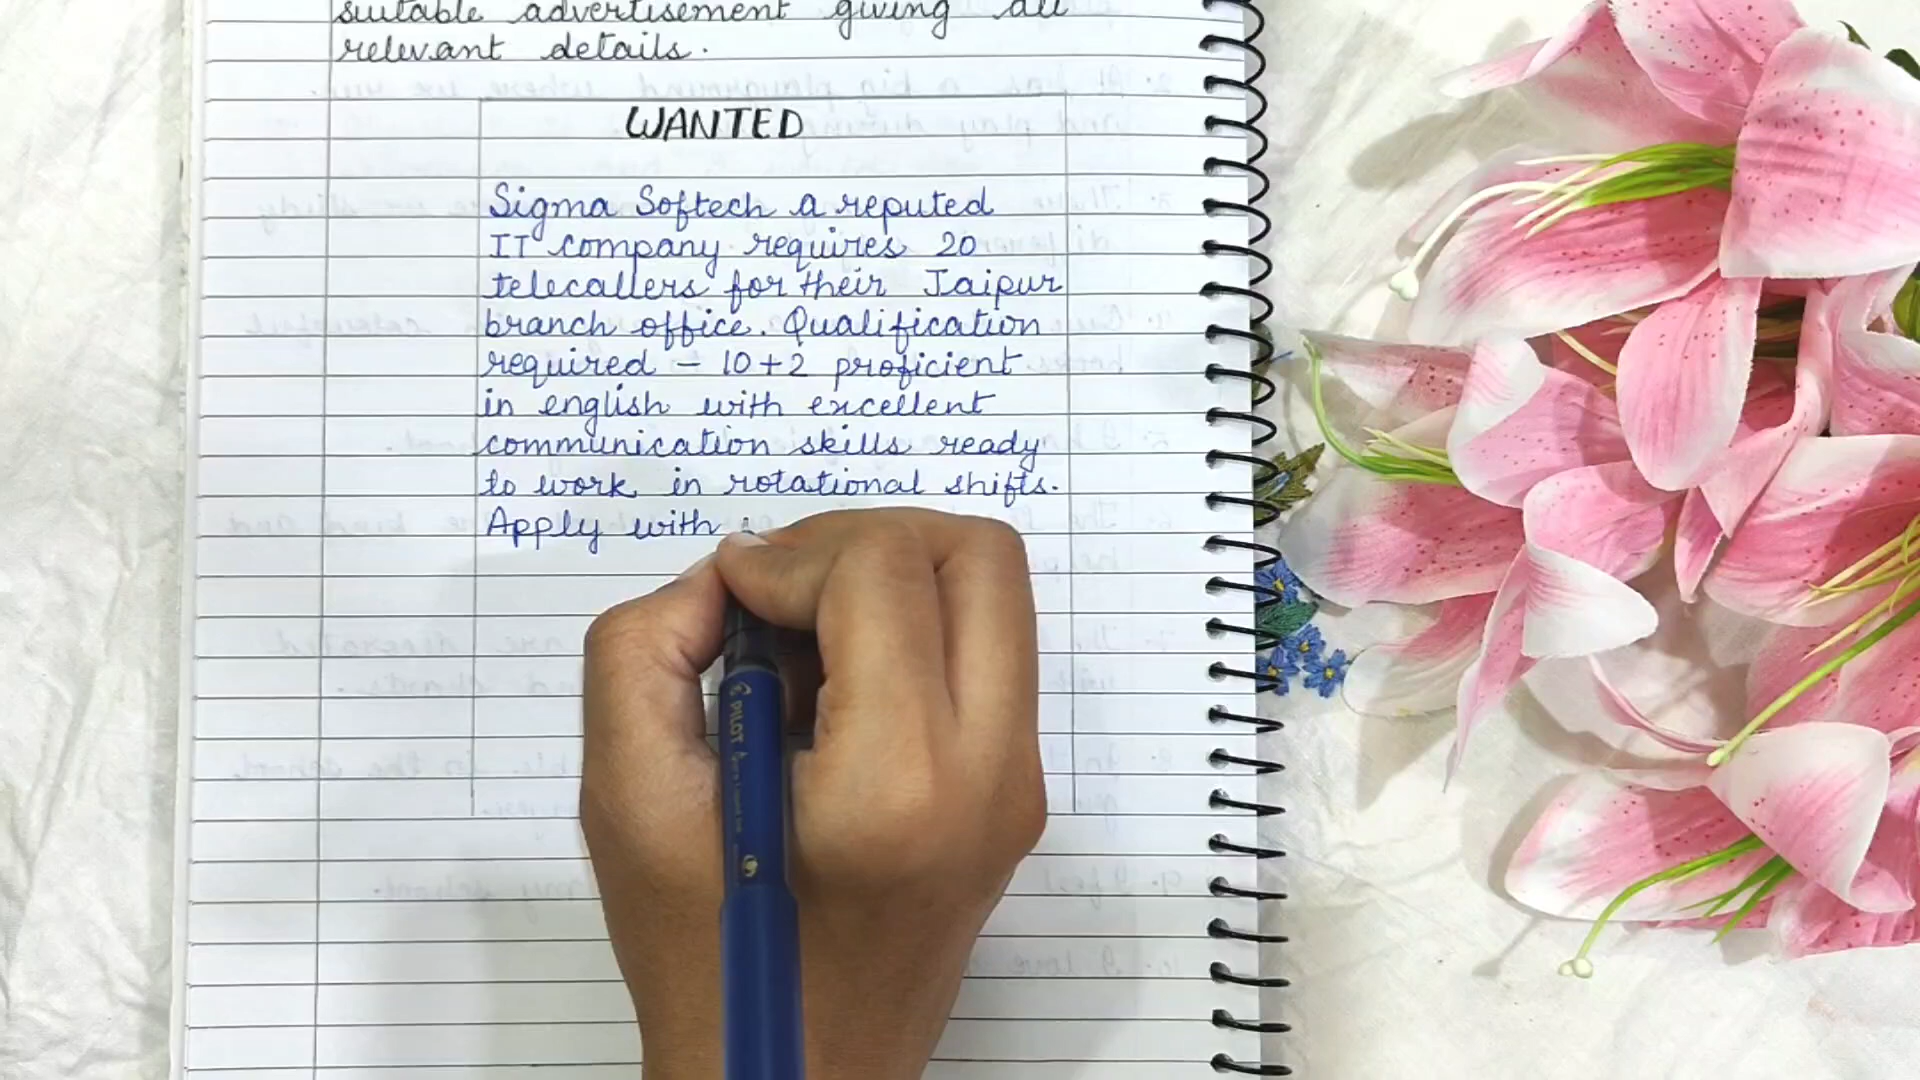 suitable advertisement giving all
relevant details.
WANTED
Sigma Softech a reputed
IT company requires 20
telecallers for their Jaipur
branch office. Qualification
required - 10+2 proficient
in english with excellent
communication skills ready
to work in rotational shifts.
Apply with
PILOT